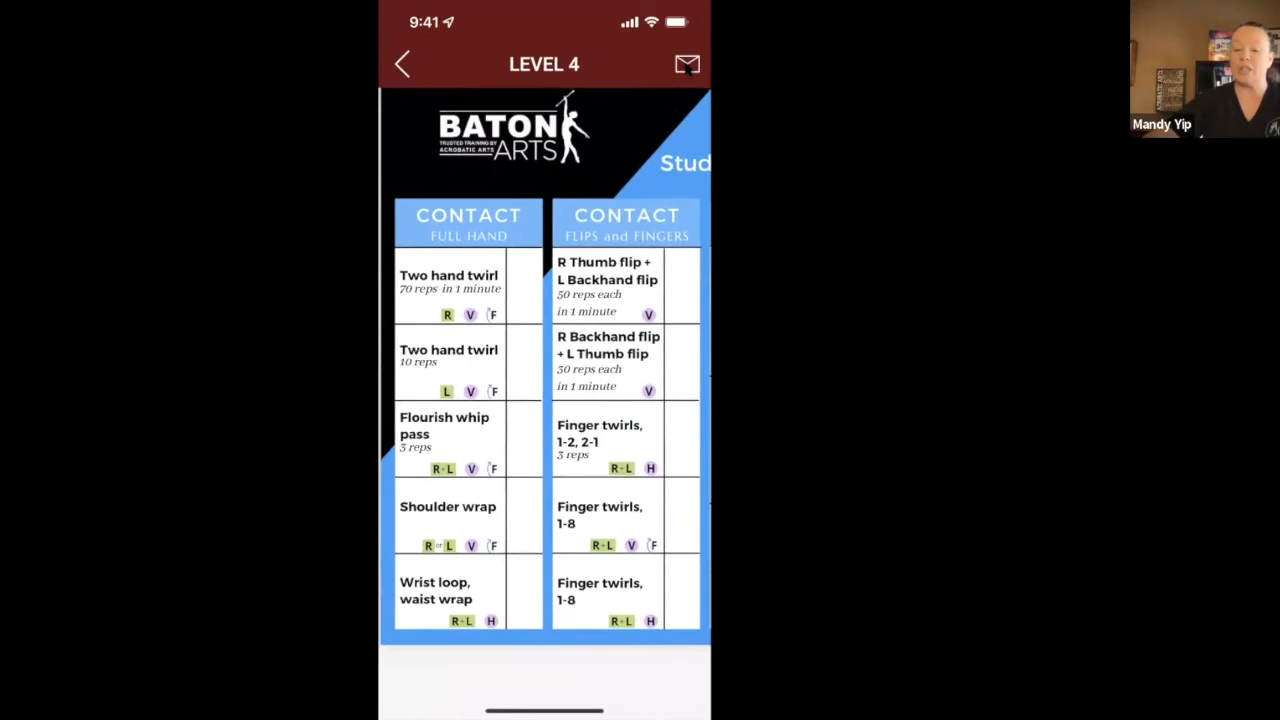 9:41
LEVEL 4
BATON
TRUSTED TRAINING BY
ACROBATIC ARTS
ARTS
Stud
CONTACT
FULL HAND
Two hand twirl
70 reps in 1 minute
R V F
Two hand twirl
10 reps
L V F
Flourish whip
pass
3 reps
R+L V F
Shoulder wrap
R or L V F
Wrist loop,
waist wrap
R+L H
CONTACT
FLIPS and FINGERS
R Thumb flip +
L Backhand flip
50 reps each
in 1 minute V
R Backhand flip
+ L Thumb flip
30 reps each
in 1 minute V
Finger twirls,
1-2, 2-1
3 reps
R+L H
Finger twirls,
1-8
R+L V F
Finger twirls,
1-8
R+L H
ACROBATIC ARTS
Mandy Yip